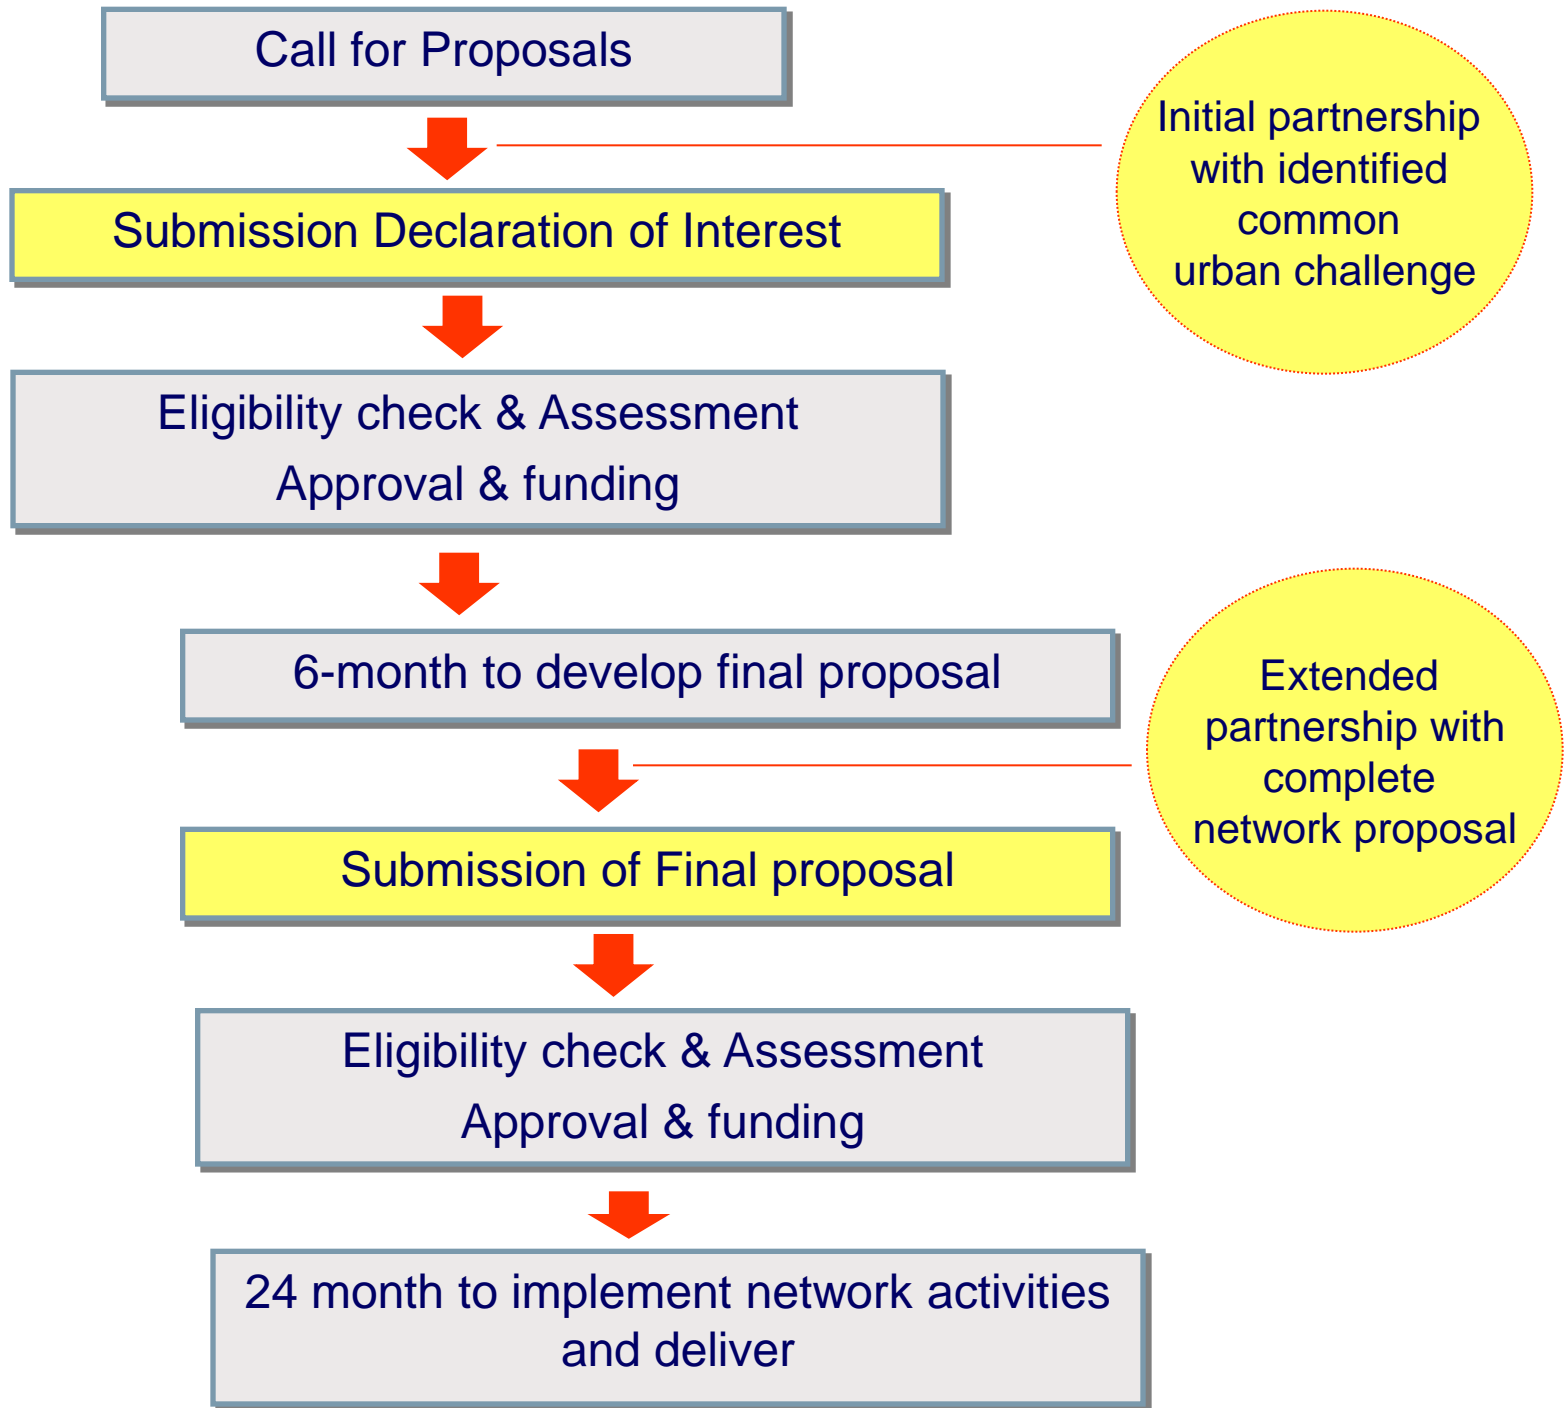 Call for Proposals
Initial partnership
with identified
common
urban challenge
Submission Declaration of Interest
Eligibility check & Assessment
Approval & funding
6-month to develop final proposal
Extended
partnership with
complete
network proposal
Submission of Final proposal
Eligibility check & Assessment
Approval & funding
24 month to implement network activities
and deliver